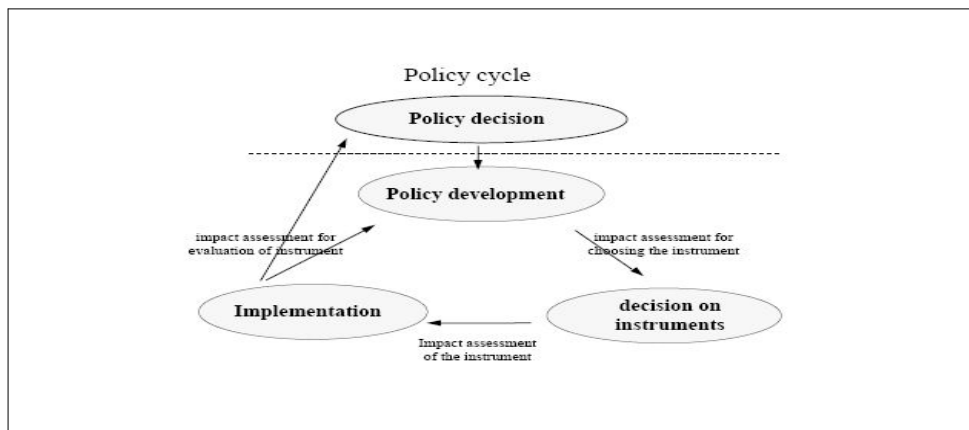 Policy cycle
Policy decision
Policy development
impact assessment for
evaluation of instrument
impact assessment for
choosing the instrument
Implementation
decision on
instruments
Impact assessment
of the instrument